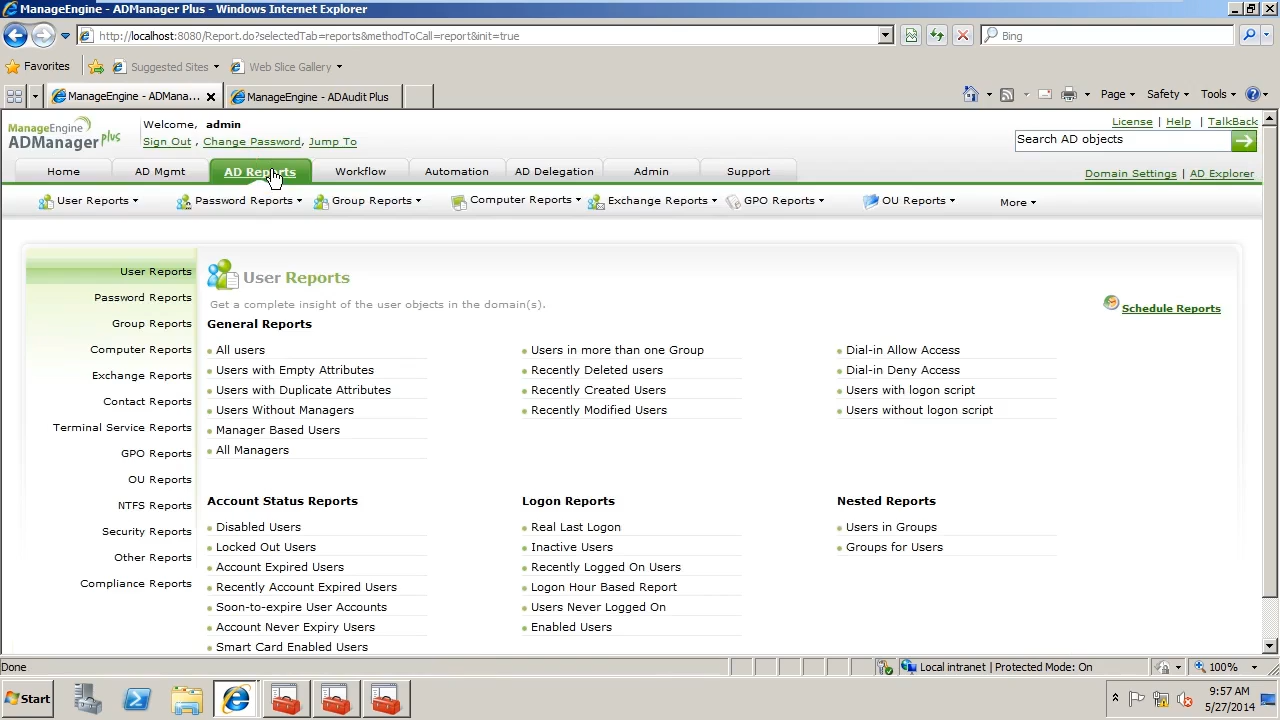 ManageEngine - ADManager Plus - Windows Internet Explorer
http://localhost:8080/Report.do?selectedTab=reports&methodToCall=report&init=true
Bing
Favorites
Suggested Sites
Web Slice Gallery
ManageEngine - ADMana...
ManageEngine - ADAudit Plus
Page
Safety
Tools
ManageEngine
ADManager plus
Welcome, admin
Sign Out , Change Password, Jump To
License | Help | TalkBack
Search AD objects
Home
AD Mgmt
AD Reports
Workflow
Automation
AD Delegation
Admin
Support
Domain Settings | AD Explorer
User Reports
Password Reports
Group Reports
Computer Reports
Exchange Reports
GPO Reports
OU Reports
More
User Reports
Password Reports
Group Reports
Computer Reports
Exchange Reports
Contact Reports
Terminal Service Reports
GPO Reports
OU Reports
NTFS Reports
Security Reports
Other Reports
Compliance Reports
User Reports
Get a complete insight of the user objects in the domain(s).
Schedule Reports
General Reports
All users
Users with Empty Attributes
Users with Duplicate Attributes
Users Without Managers
Manager Based Users
All Managers
Users in more than one Group
Recently Deleted users
Recently Created Users
Recently Modified Users
Dial-in Allow Access
Dial-in Deny Access
Users with logon script
Users without logon script
Account Status Reports
Disabled Users
Locked Out Users
Account Expired Users
Recently Account Expired Users
Soon-to-expire User Accounts
Account Never Expiry Users
Smart Card Enabled Users
Logon Reports
Real Last Logon
Inactive Users
Recently Logged On Users
Logon Hour Based Report
Users Never Logged On
Enabled Users
Nested Reports
Users in Groups
Groups for Users
Done
Local intranet | Protected Mode: On
100%
Start
9:57 AM
5/27/2014